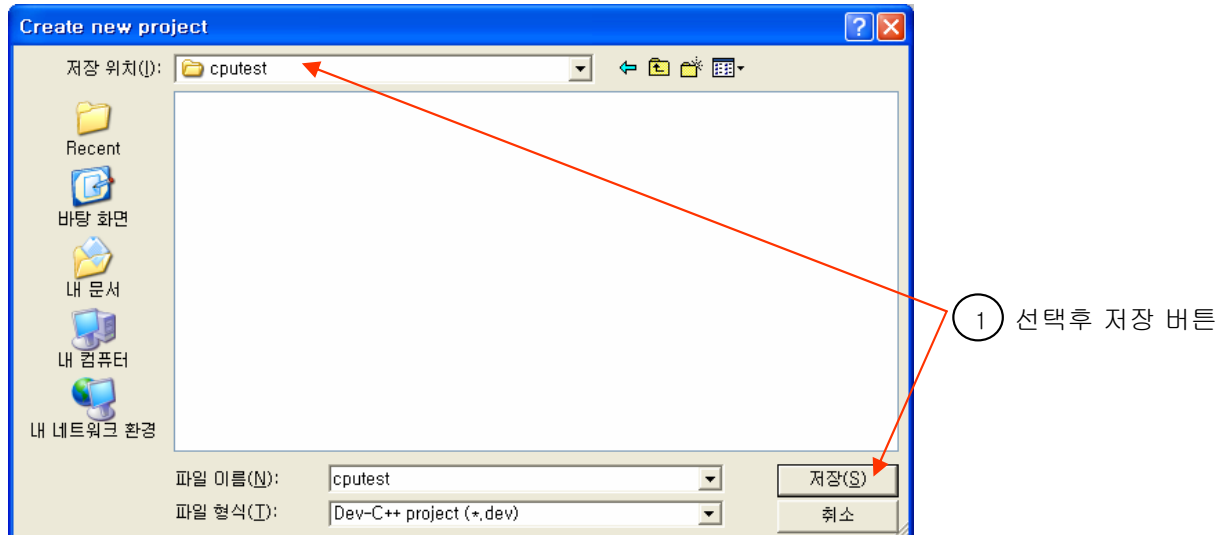 Create new project
저장 위치(I): cputest
Recent
바탕 화면
내 문서
내 컴퓨터
내 네트워크 환경
1 선택후 저장 버튼
파일 이름(N): cputest 저장(S)
파일 형식(T): Dev-C++ project (*.dev) 취소